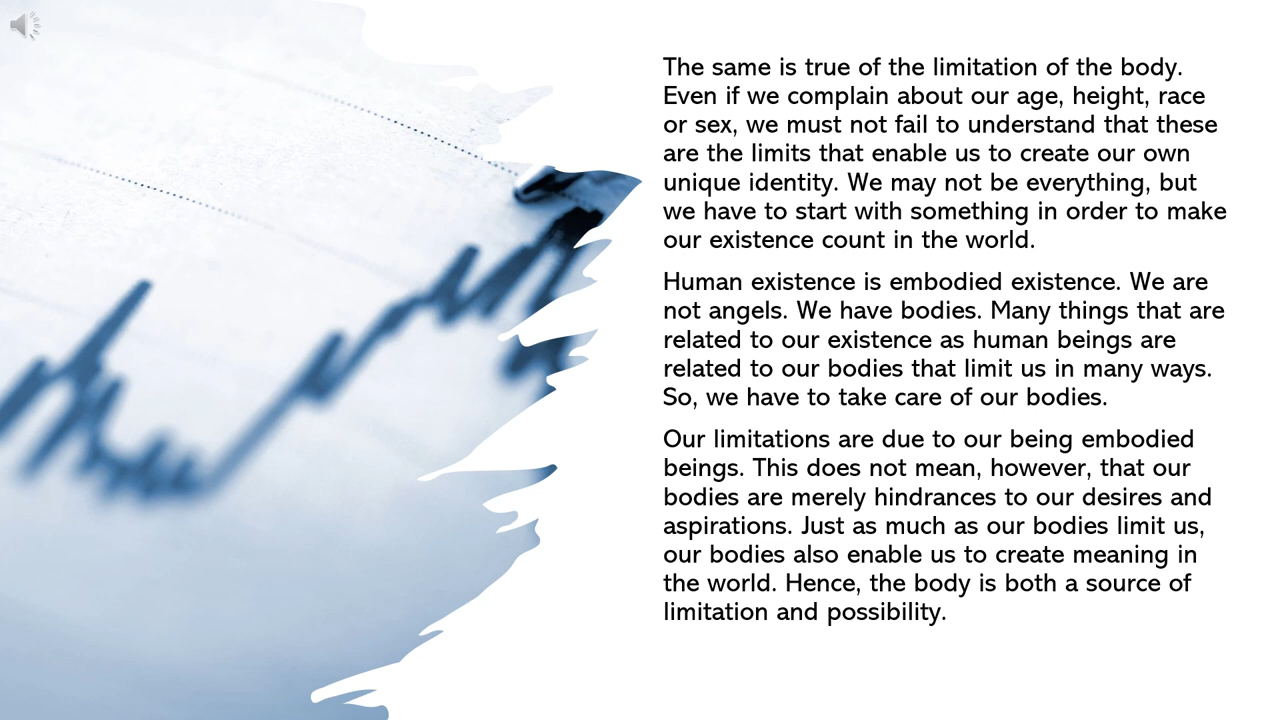 The same is true of the limitation of the body.
Even if we complain about our age, height, race
or sex, we must not fail to understand that these
are the limits that enable us to create our own
unique identity. We may not be everything, but
we have to start with something in order to make
our existence count in the world.
Human existence is embodied existence. We are
not angels. We have bodies. Many things that are
related to our existence as human beings are
related to our bodies that limit us in many ways.
So, we have to take care of our bodies.
Our limitations are due to our being embodied
beings. This does not mean, however, that our
bodies are merely hindrances to our desires and
aspirations. Just as much as our bodies limit us,
our bodies also enable us to create meaning in
the world. Hence, the body is both a source of
limitation and possibility.